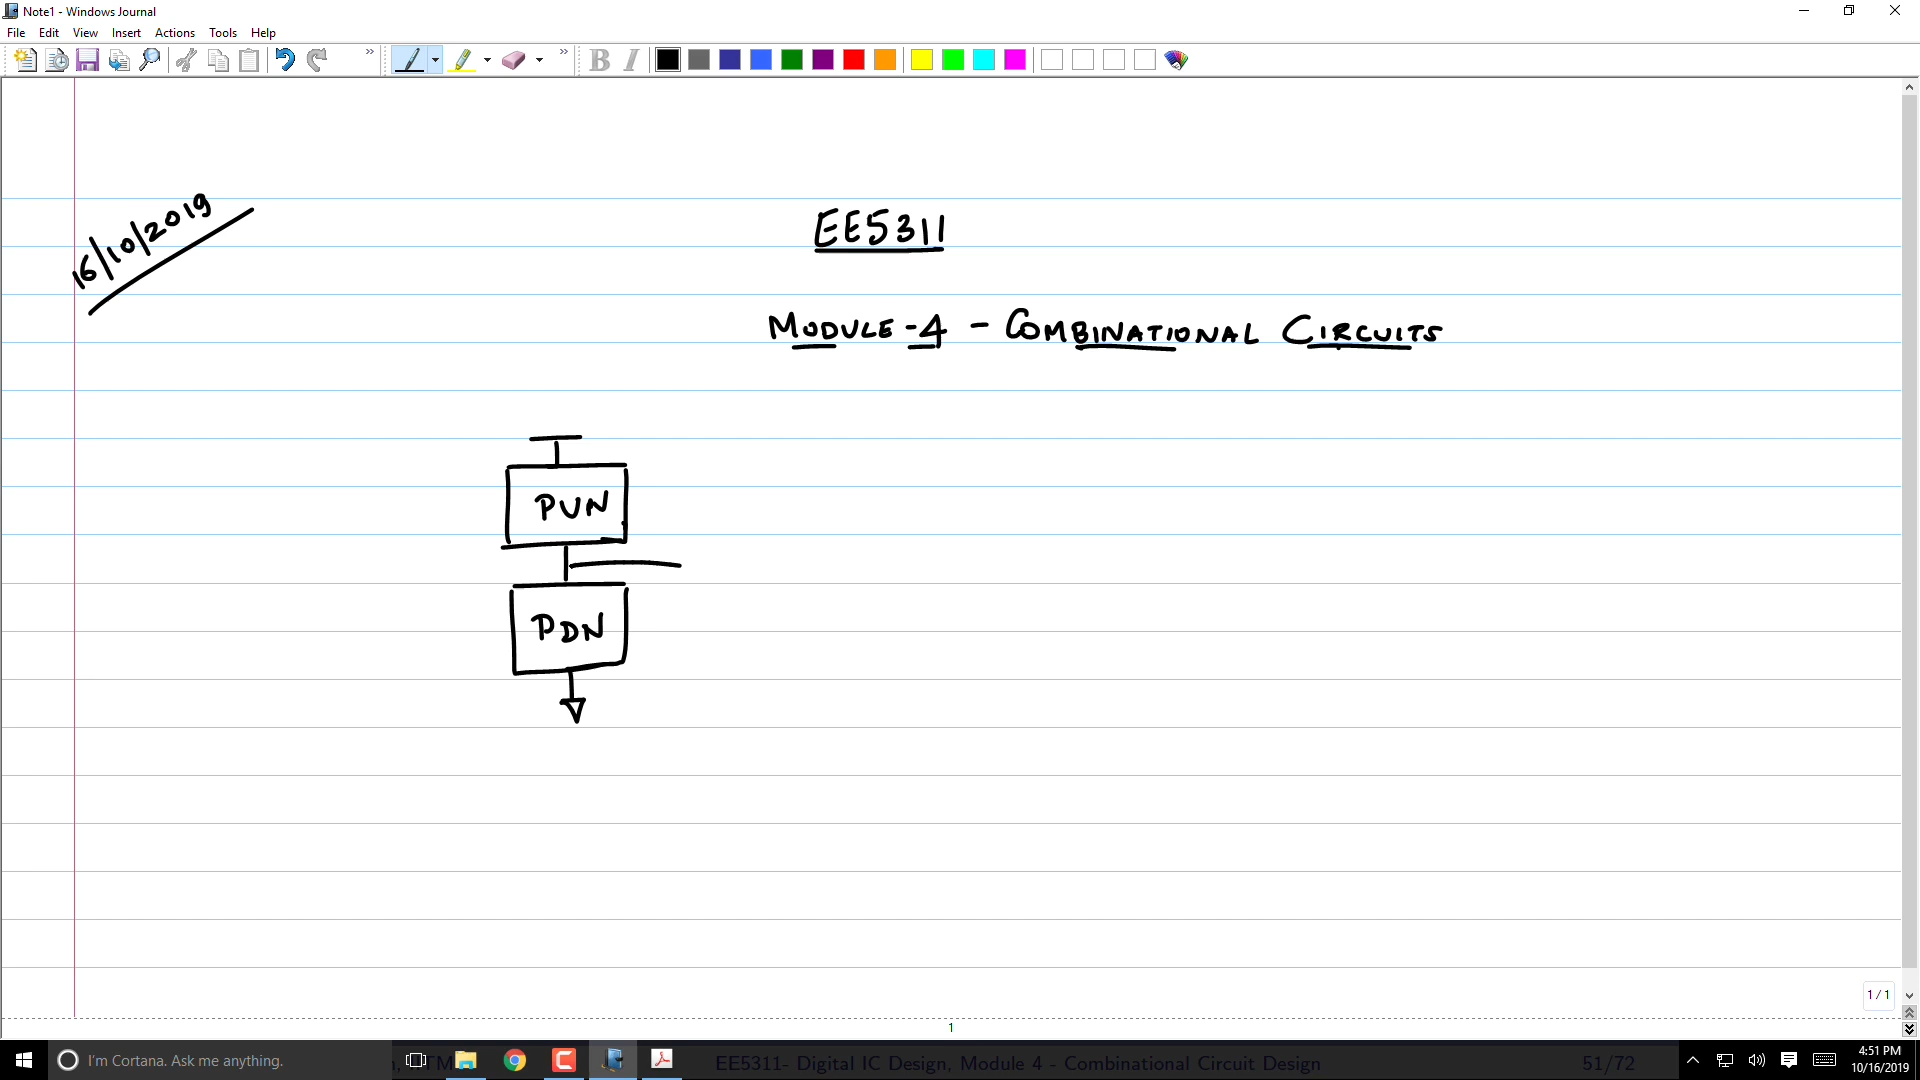 Note1 - Windows Journal
File Edit View Insert Actions Tools Help
B I
16/10/2019
EE5311
MODULE-4 - COMBINATIONAL CIRCUITS
PUN
PDN
1 / 1
1
I'm Cortana. Ask me anything.
EE5311- Digital IC Design, Module 4 - Combinational Circuit Design
51/72
4:51 PM
10/16/2019